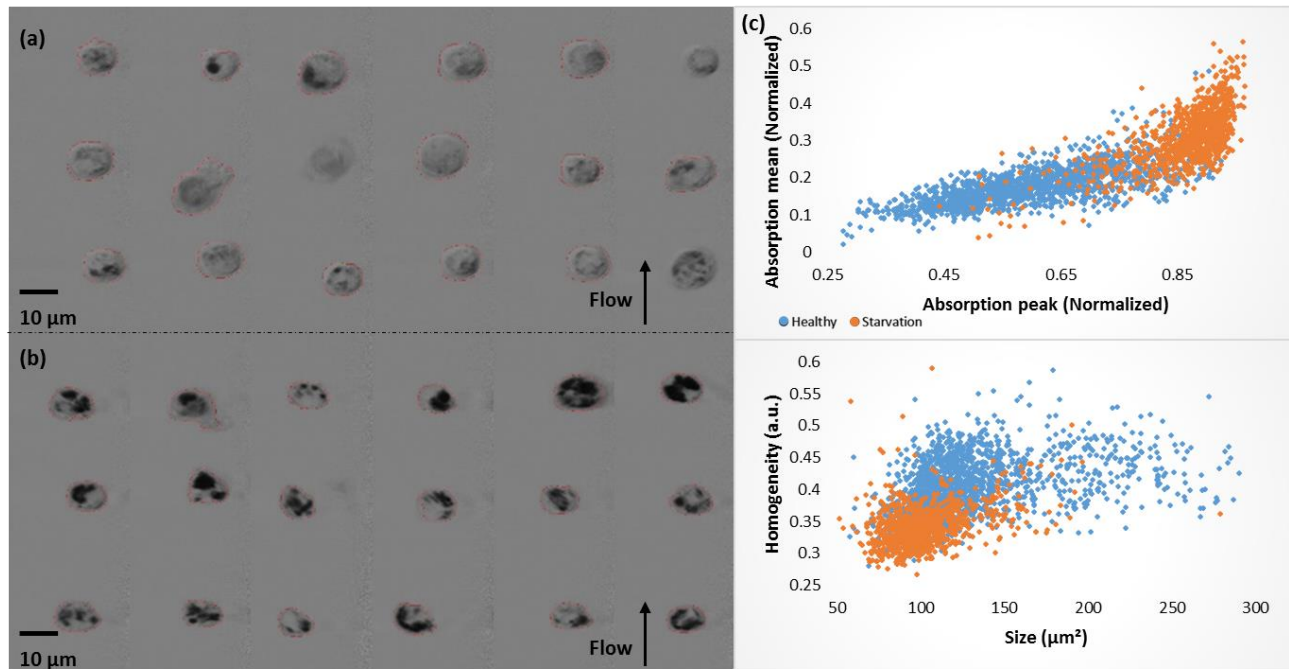 (a)
10 µm
Flow
(b)
10 µm
Flow
(c)
Absorption mean (Normalized)
0.6
0.5
0.4
0.3
0.2
0.1
0
0.25 0.45 0.65 0.85
Absorption peak (Normalized)
Healthy Starvation
Homogeneity (a.u.)
0.6
0.55
0.5
0.45
0.4
0.35
0.3
0.25
50 100 150 200 250 300
Size (µm²)